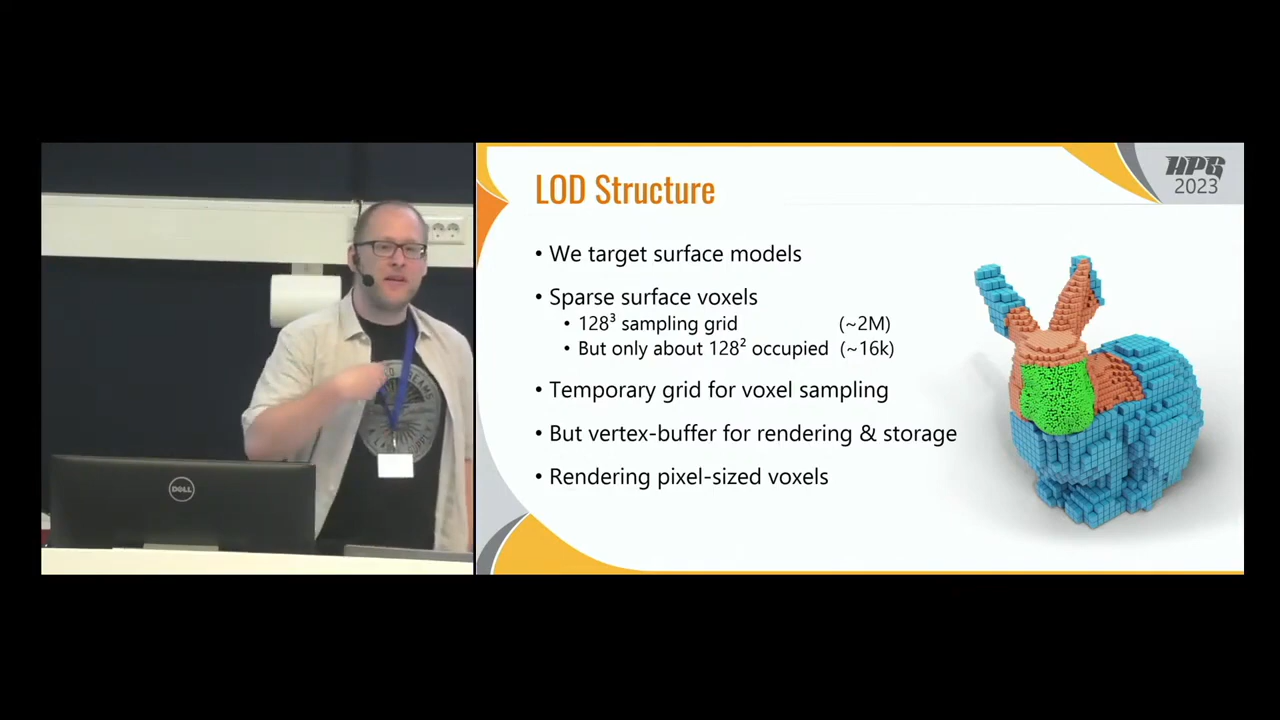 LOD Structure
HPG
2023
• We target surface models
• Sparse surface voxels
• 128³ sampling grid (~2M)
• But only about 128² occupied (~16k)
• Temporary grid for voxel sampling
• But vertex-buffer for rendering & storage
• Rendering pixel-sized voxels
DELL